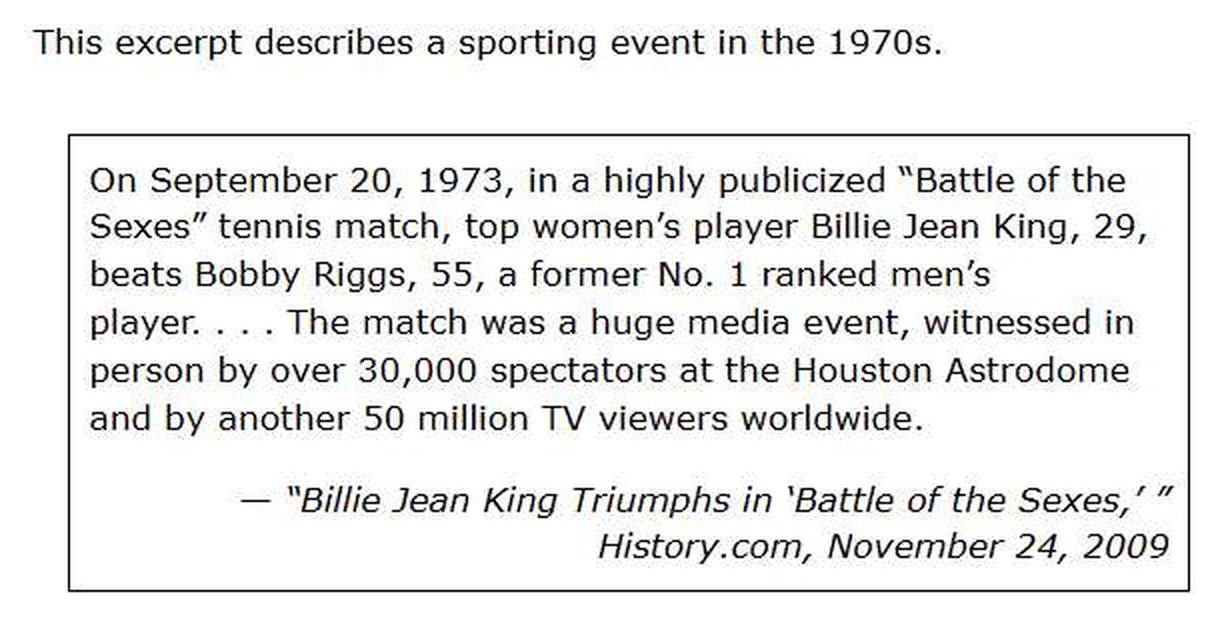 This excerpt describes a sporting event in the 1970s.
On September 20, 1973, in a highly publicized “Battle of the
Sexes” tennis match, top women’s player Billie Jean King, 29,
beats Bobby Riggs, 55, a former No. 1 ranked men’s
player. . . . The match was a huge media event, witnessed in
person by over 30,000 spectators at the Houston Astrodome
and by another 50 million TV viewers worldwide.
— “Billie Jean King Triumphs in ‘Battle of the Sexes,’ ”
History.com, November 24, 2009